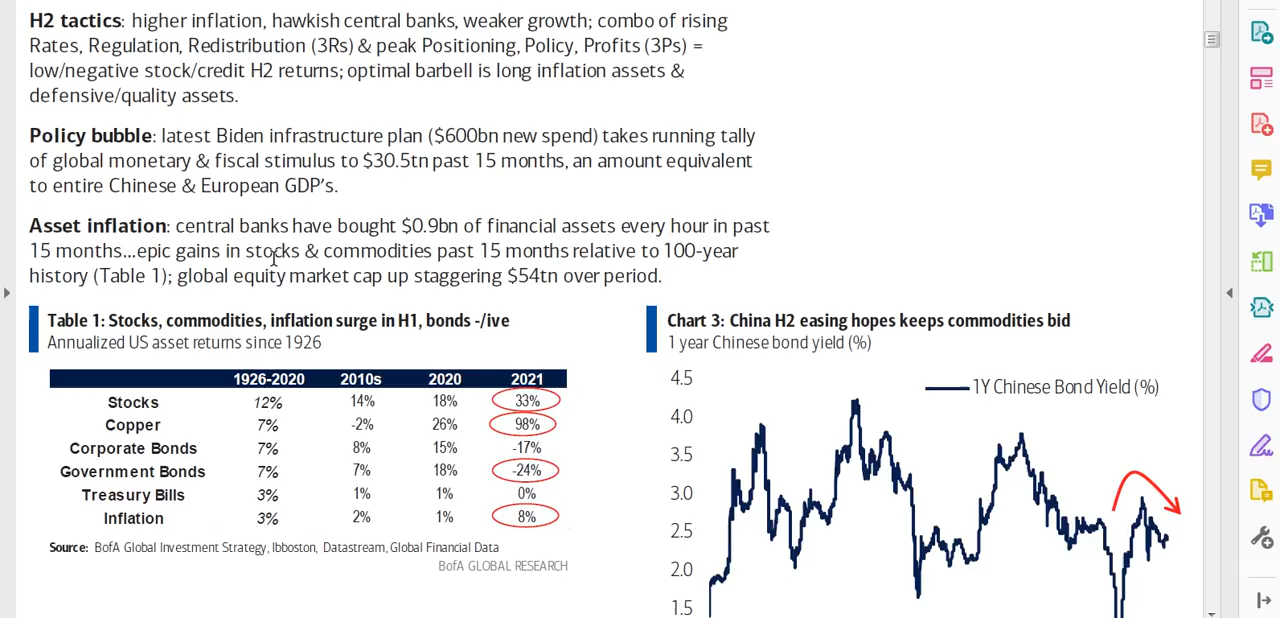 H2 tactics: higher inflation, hawkish central banks, weaker growth; combo of rising
Rates, Regulation, Redistribution (3Rs) & peak Positioning, Policy, Profits (3Ps) =
low/negative stock/credit H2 returns; optimal barbell is long inflation assets &
defensive/quality assets.
Policy bubble: latest Biden infrastructure plan ($600bn new spend) takes running tally
of global monetary & fiscal stimulus to $30.5tn past 15 months, an amount equivalent
to entire Chinese & European GDP's.
Asset inflation: central banks have bought $0.9bn of financial assets every hour in past
15 months...epic gains in stocks & commodities past 15 months relative to 100-year
history (Table 1); global equity market cap up staggering $54tn over period.
Table 1: Stocks, commodities, inflation surge in H1, bonds -/ive
Annualized US asset returns since 1926
1926-2020 2010s 2020 2021
Stocks 12% 14% 18% 33%
Copper 7% -2% 26% 98%
Corporate Bonds 7% 8% 15% -17%
Government Bonds 7% 7% 18% -24%
Treasury Bills 3% 1% 1% 0%
Inflation 3% 2% 1% 8%
Source: BofA Global Investment Strategy, Ibboston, Datastream, Global Financial Data
BofA GLOBAL RESEARCH
Chart 3: China H2 easing hopes keeps commodities bid
1 year Chinese bond yield (%)
1Y Chinese Bond Yield (%)
4.5
4.0
3.5
3.0
2.5
2.0
1.5